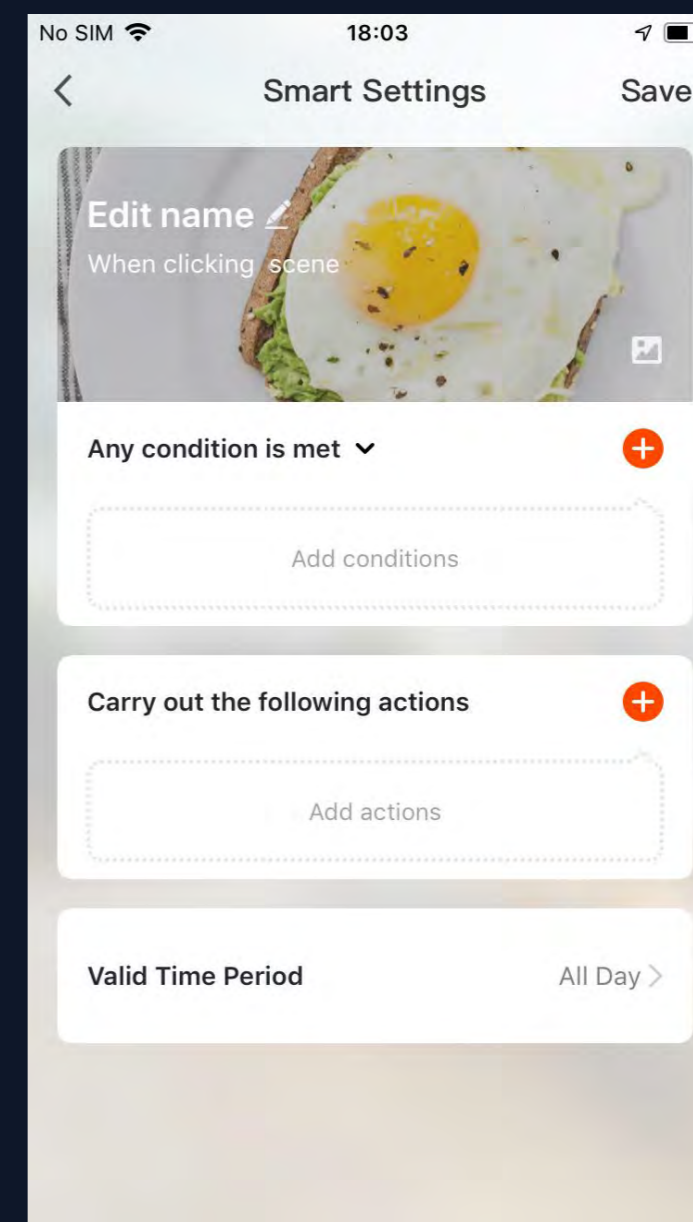 No SIM 18:03
Smart Settings Save
Edit name
When clicking scene
Any condition is met
Add conditions
Carry out the following actions
Add actions
Valid Time Period All Day